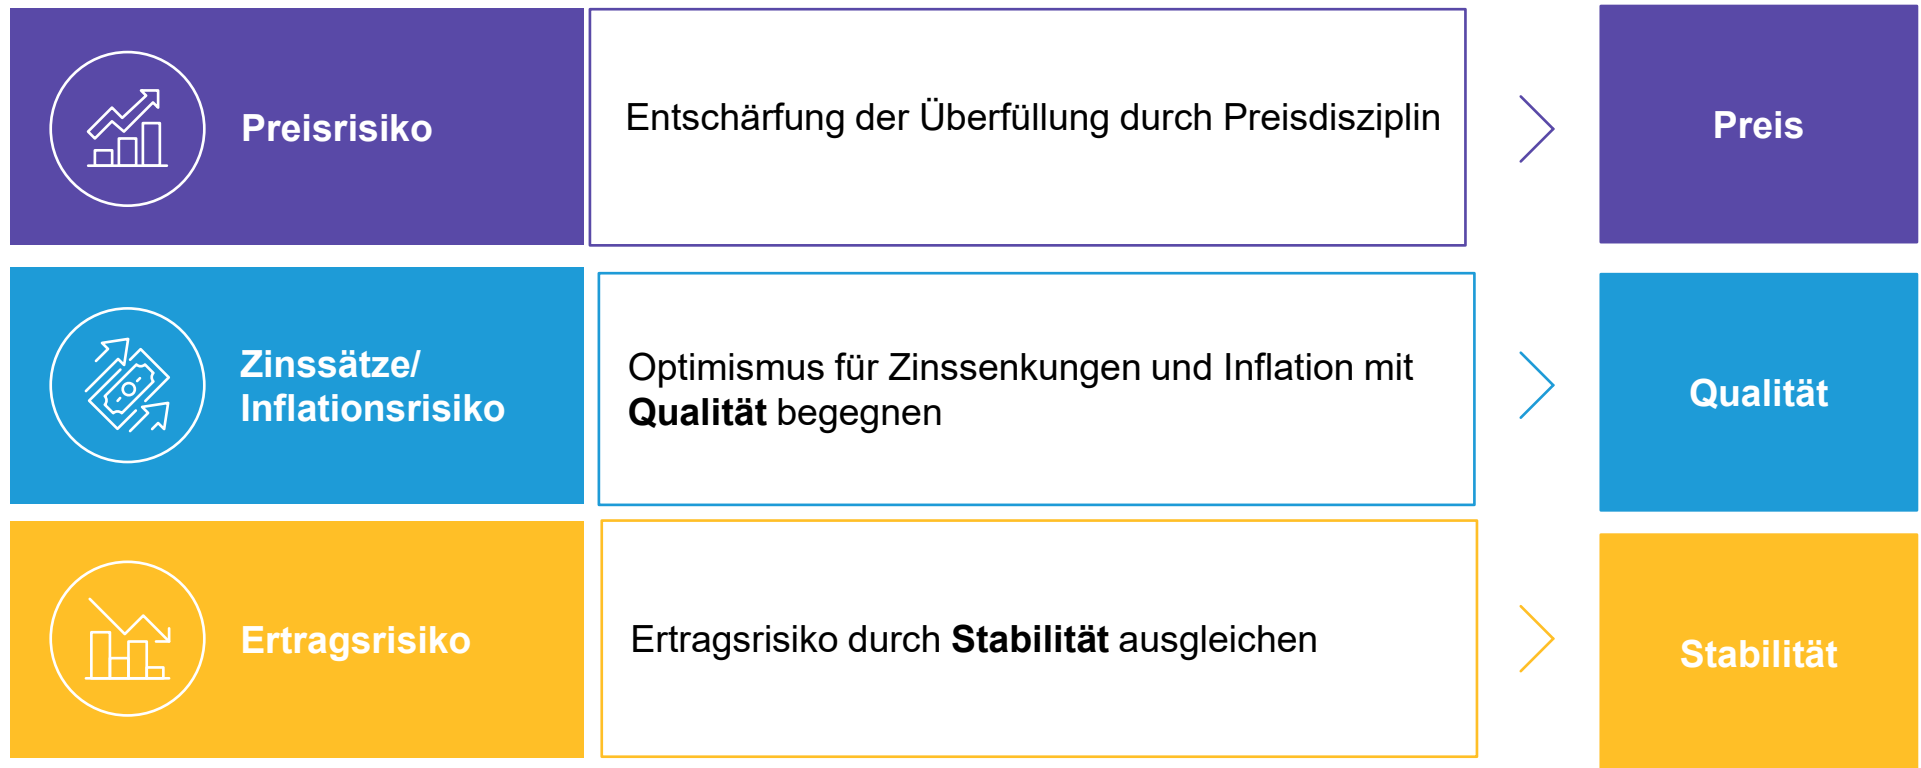 Preisrisiko
Entschärfung der Überfüllung durch Preisdisziplin
Preis
Zinssätze/
Inflationsrisiko
Optimismus für Zinssenkungen und Inflation mit
Qualität begegnen
Qualität
Ertragsrisiko
Ertragsrisiko durch Stabilität ausgleichen
Stabilität